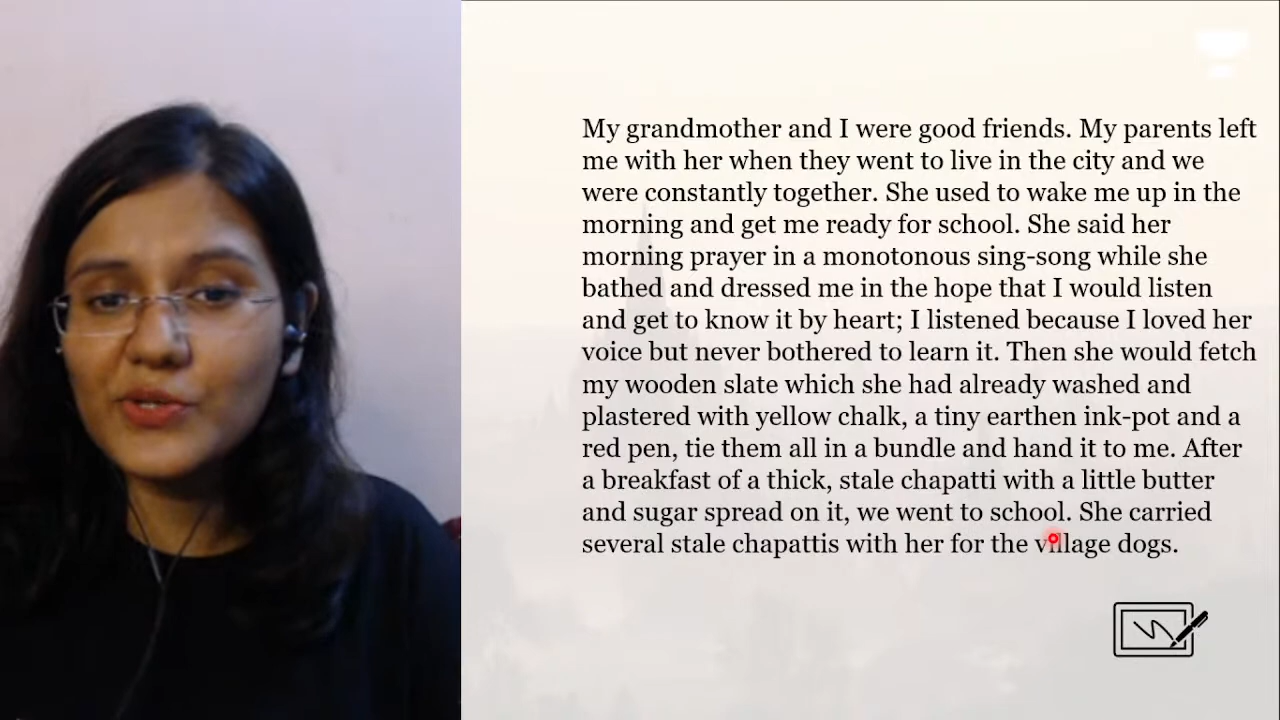 My grandmother and I were good friends. My parents left
me with her when they went to live in the city and we
were constantly together. She used to wake me up in the
morning and get me ready for school. She said her
morning prayer in a monotonous sing-song while she
bathed and dressed me in the hope that I would listen
and get to know it by heart; I listened because I loved her
voice but never bothered to learn it. Then she would fetch
my wooden slate which she had already washed and
plastered with yellow chalk, a tiny earthen ink-pot and a
red pen, tie them all in a bundle and hand it to me. After
a breakfast of a thick, stale chapatti with a little butter
and sugar spread on it, we went to school. She carried
several stale chapattis with her for the village dogs.